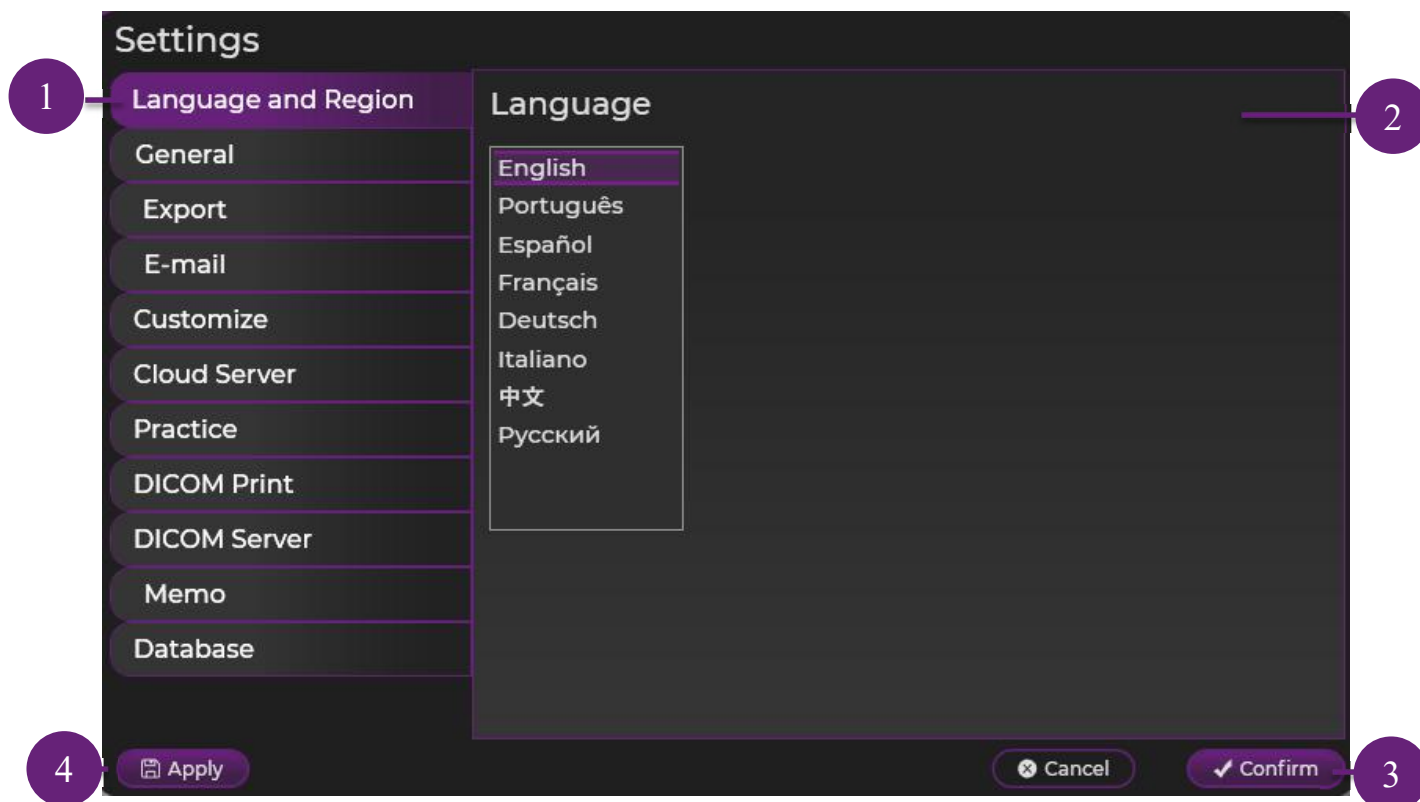 Settings
1
Language and Region
General
Export
E-mail
Customize
Cloud Server
Practice
DICOM Print
DICOM Server
Memo
Database
Language
English
Português
Español
Français
Deutsch
Italiano
中文
Русский
2
4
Apply
Cancel
Confirm
3